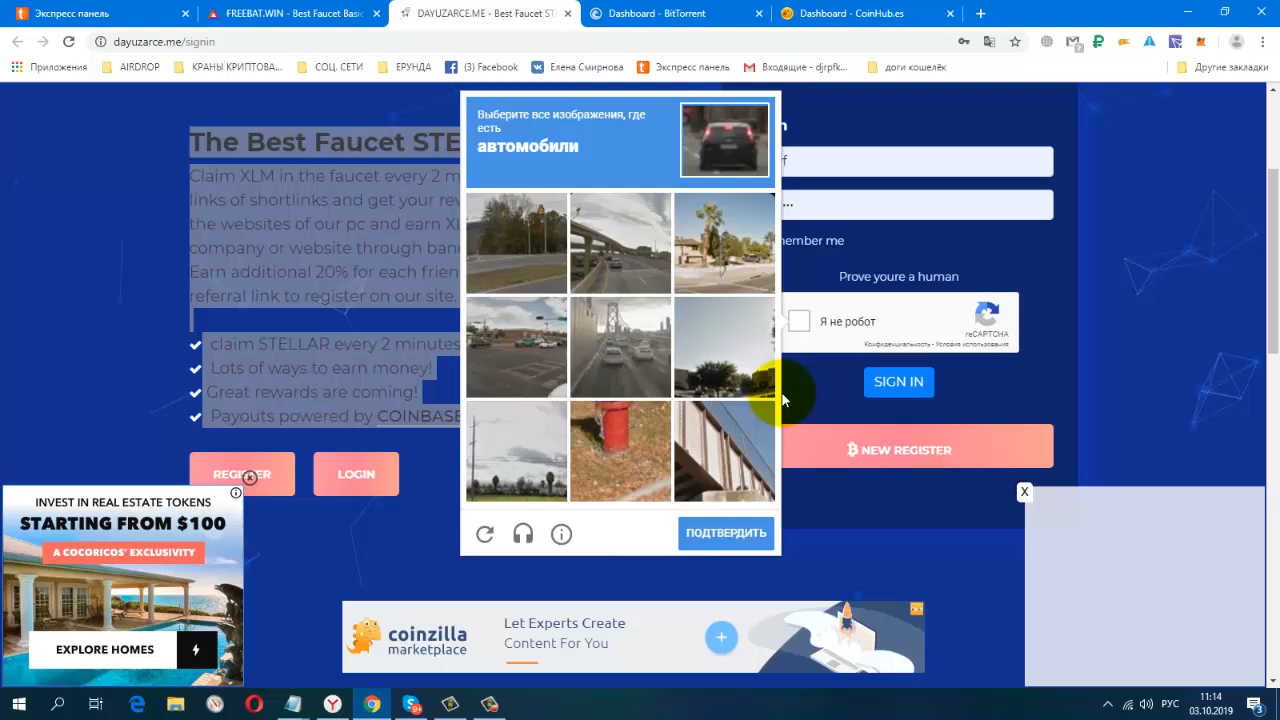 Экспресс панель
FREEBAT.WIN - Best Faucet Basic
DAYUZARCE.ME - Best Faucet ST
Dashboard - BitTorrent
Dashboard - CoinHub.es
dayuzarce.me/signin
Приложения
AIRDROP
КРАНЫ КРИПТОВА...
СОЦ. СЕТИ
ЕРУНДА
(3) Facebook
Елена Смирнова
Экспресс панель
Входящие - djrpfk...
доги кошелёк
Другие закладки
The Best Faucet STE
Claim XLM in the faucet every 2 m
links of shortlinks and get your rew
the websites of our pc and earn XL
company or website through bann
Earn additional 20% for each friend
referral link to register on our site.
claim STELLAR every 2 minutes
Lots of ways to earn money!
Great rewards are coming!
Payouts powered by COINBASE
REGISTER
LOGIN
Выберите все изображения, где
есть
автомобили
ПОДТВЕРДИТЬ
n
f
...
member me
Prove youre a human
Я не робот
reCAPTCHA
Конфиденциальность - Условия использования
SIGN IN
NEW REGISTER
X
INVEST IN REAL ESTATE TOKENS
STARTING FROM $100
A COCORICOS' EXCLUSIVITY
EXPLORE HOMES
coinzilla
marketplace
Let Experts Create
Content For You
РУС
11:14
03.10.2019
3